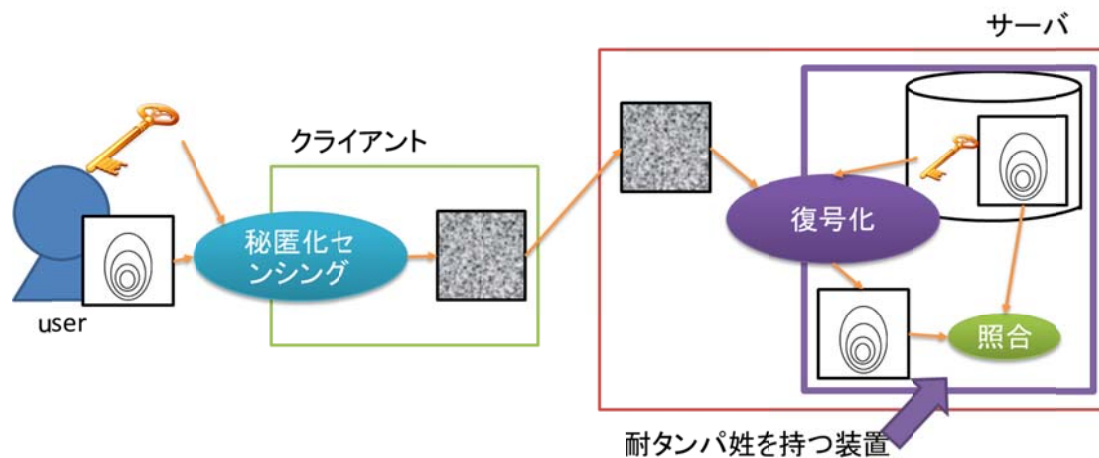 サーバ
クライアント
秘匿化セ
ンシング
復号化
照合
user
耐タンパ姓を持つ装置